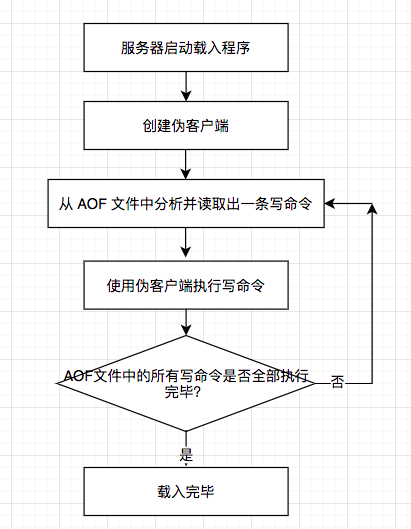 服务器启动载入程序
创建伪客户端
从 AOF 文件中分析并读取出一条写命令
使用伪客户端执行写命令
AOF文件中的所有写命令是否全部执行
完毕?
否
是
载入完毕